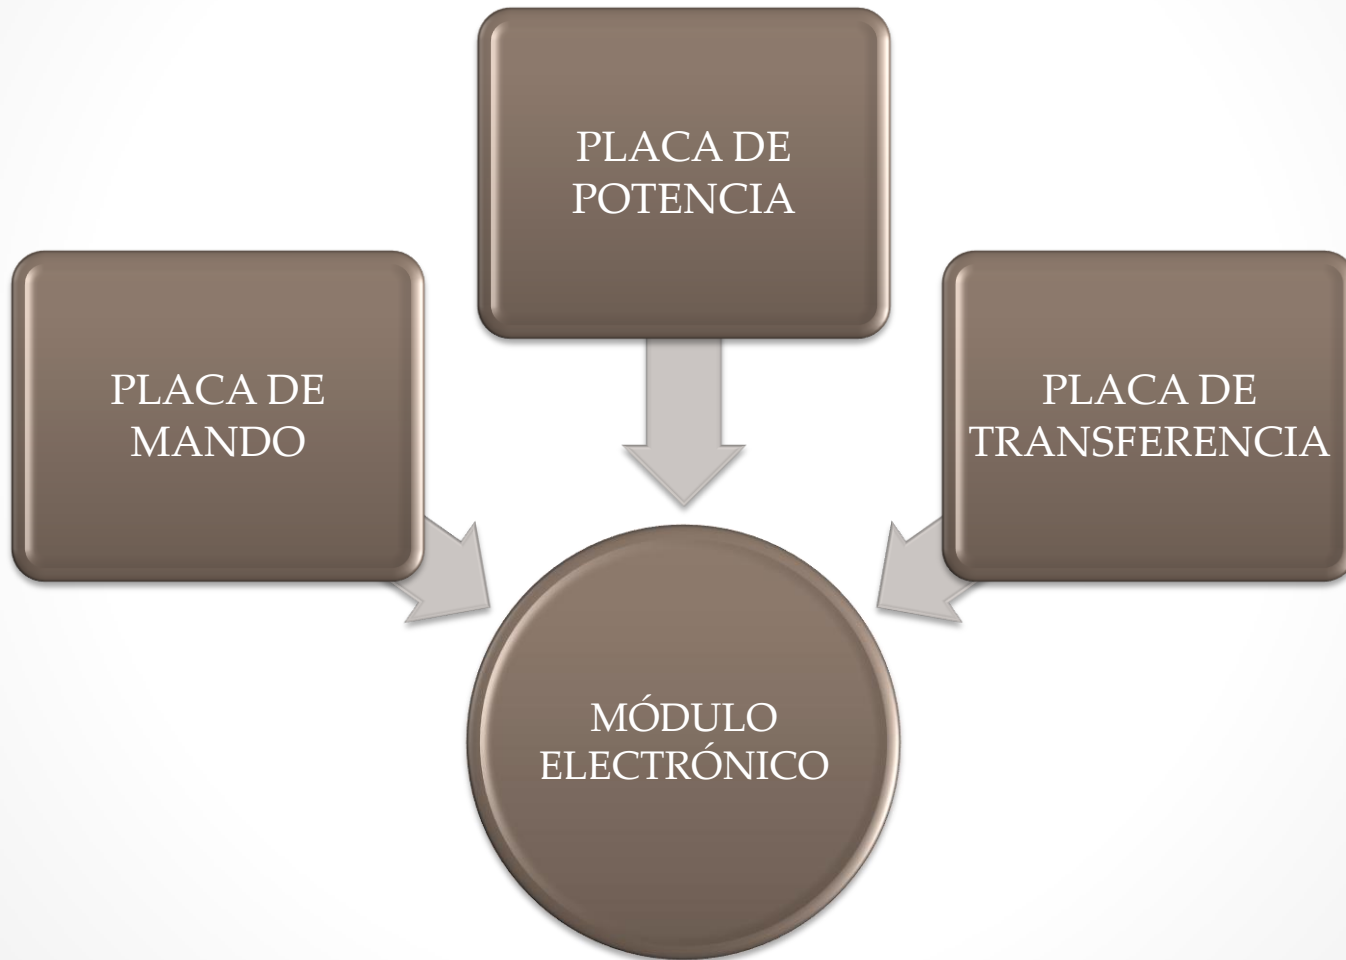 PLACA DE
POTENCIA
PLACA DE
MANDO
PLACA DE
TRANSFERENCIA
MÓDULO
ELECTRÓNICO